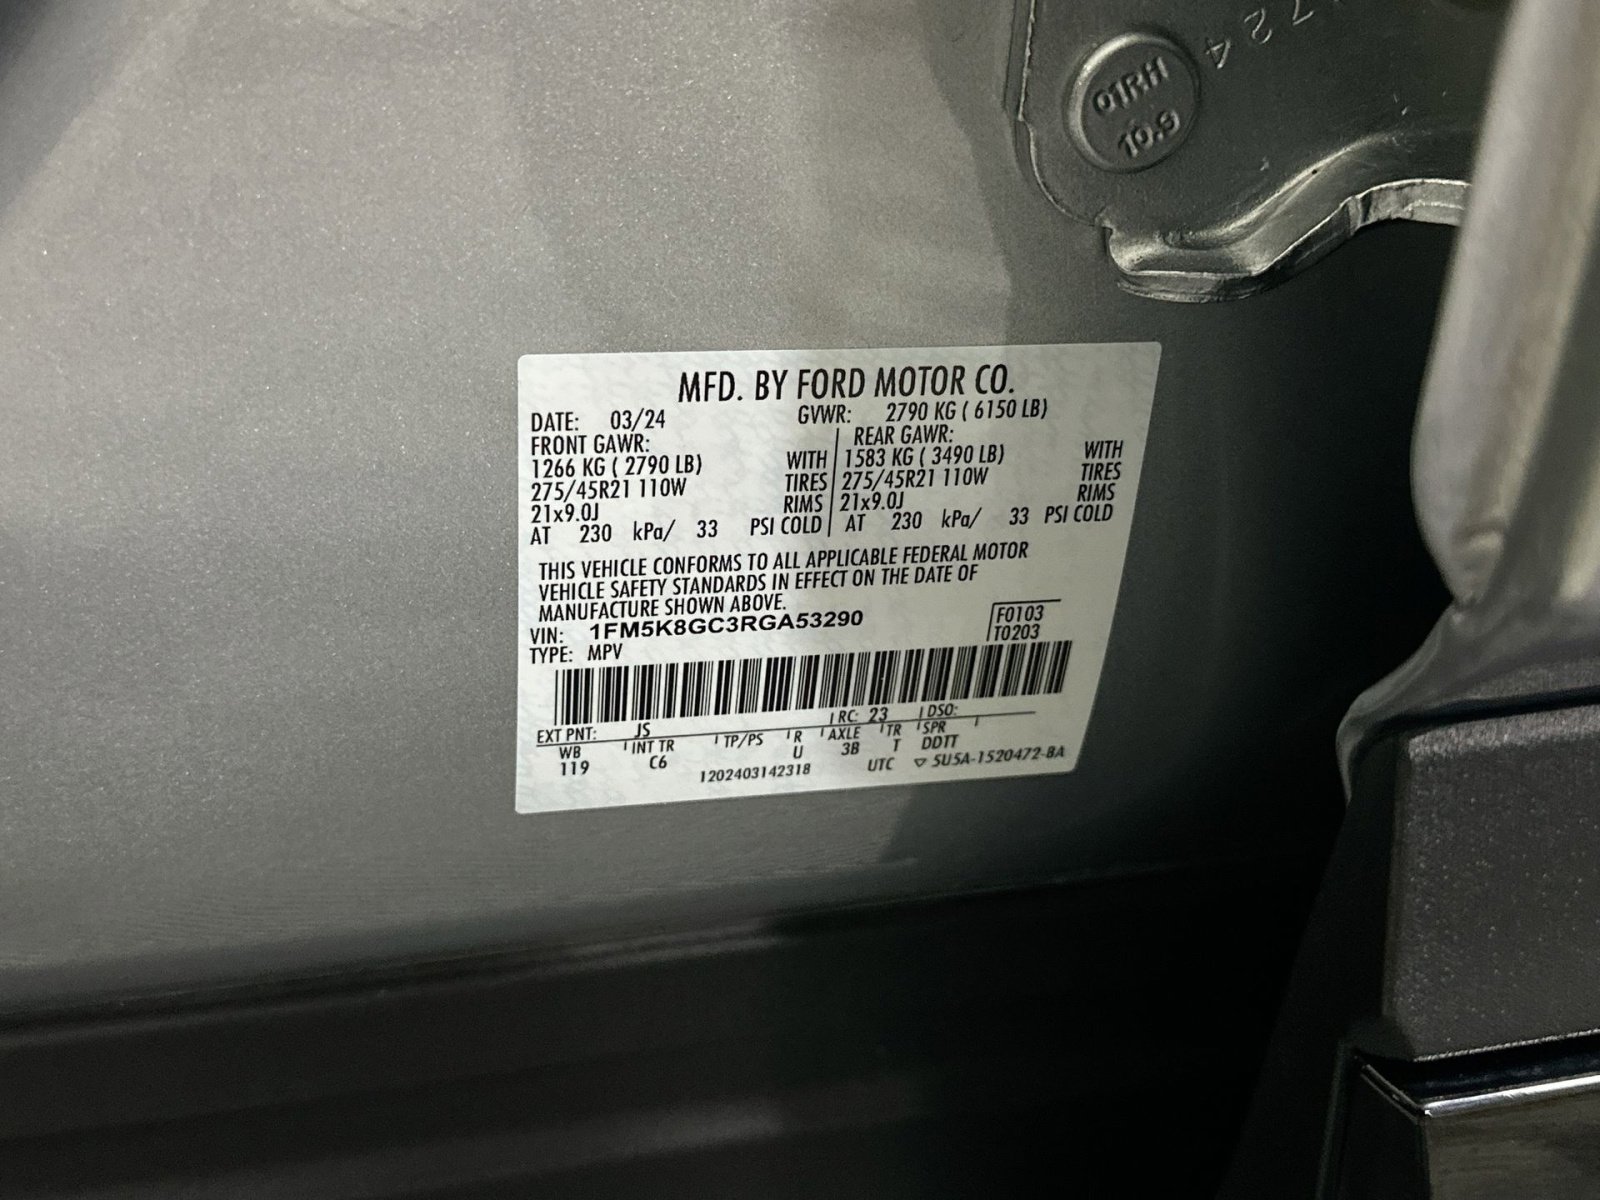 724
01RH
10.9
MFD. BY FORD MOTOR CO.
DATE: 03/24 GVWR: 2790 KG ( 6150 LB)
FRONT GAWR: REAR GAWR:
1266 KG ( 2790 LB) WITH 1583 KG ( 3490 LB) WITH
275/45R21 110W TIRES 275/45R21 110W TIRES
21x9.0J RIMS 21x9.0J RIMS
AT 230 kPa/ 33 PSI COLD AT 230 kPa/ 33 PSI COLD
THIS VEHICLE CONFORMS TO ALL APPLICABLE FEDERAL MOTOR
VEHICLE SAFETY STANDARDS IN EFFECT ON THE DATE OF
MANUFACTURE SHOWN ABOVE.
VIN: 1FM5K8GC3RGA53290 F0103
TYPE: MPV T0203
EXT PNT: JS RC: 23 DSO:
WB INT TR TP/PS R AXLE TR SPR
119 C6 U 3B T DDTT
1202403142318 UTC ▽ SU5A-1520472-BA